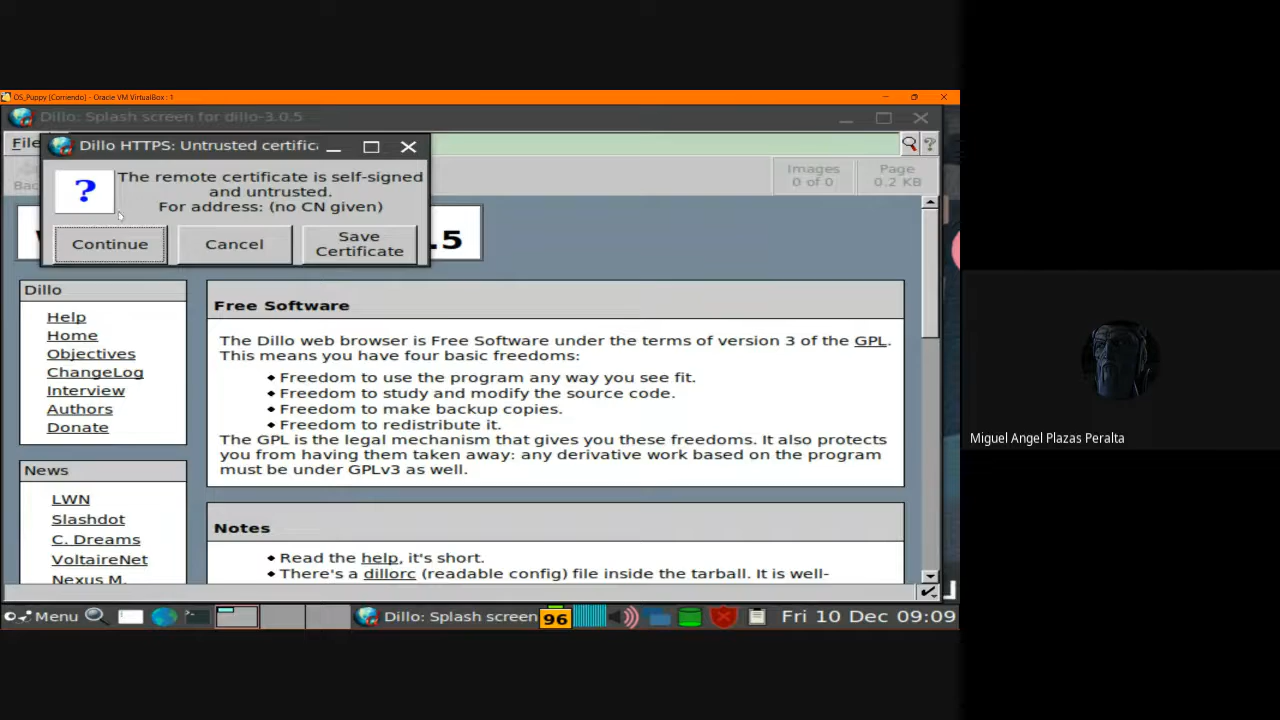 OS_Puppy [Corriendo] - Oracle VM VirtualBox : 1
Dillo: Splash screen for dillo-3.0.5
File
Dillo HTTPS: Untrusted certific
?
The remote certificate is self-signed
and untrusted.
For address: (no CN given)
Continue
Cancel
Save
Certificate
Images
0 of 0
Page
0.2 KB
?
.5
Dillo
Help
Home
Objectives
ChangeLog
Interview
Authors
Donate
News
LWN
Slashdot
C. Dreams
VoltaireNet
Nexus M.
Free Software
The Dillo web browser is Free Software under the terms of version 3 of the GPL.
This means you have four basic freedoms:
Freedom to use the program any way you see fit.
Freedom to study and modify the source code.
Freedom to make backup copies.
Freedom to redistribute it.
The GPL is the legal mechanism that gives you these freedoms. It also protects
you from having them taken away: any derivative work based on the program
must be under GPLv3 as well.
Notes
Read the help, it's short.
There's a dillorc (readable config) file inside the tarball. It is well-
Menu
Dillo: Splash screen
96
Fri 10 Dec 09:09
Miguel Angel Plazas Peralta